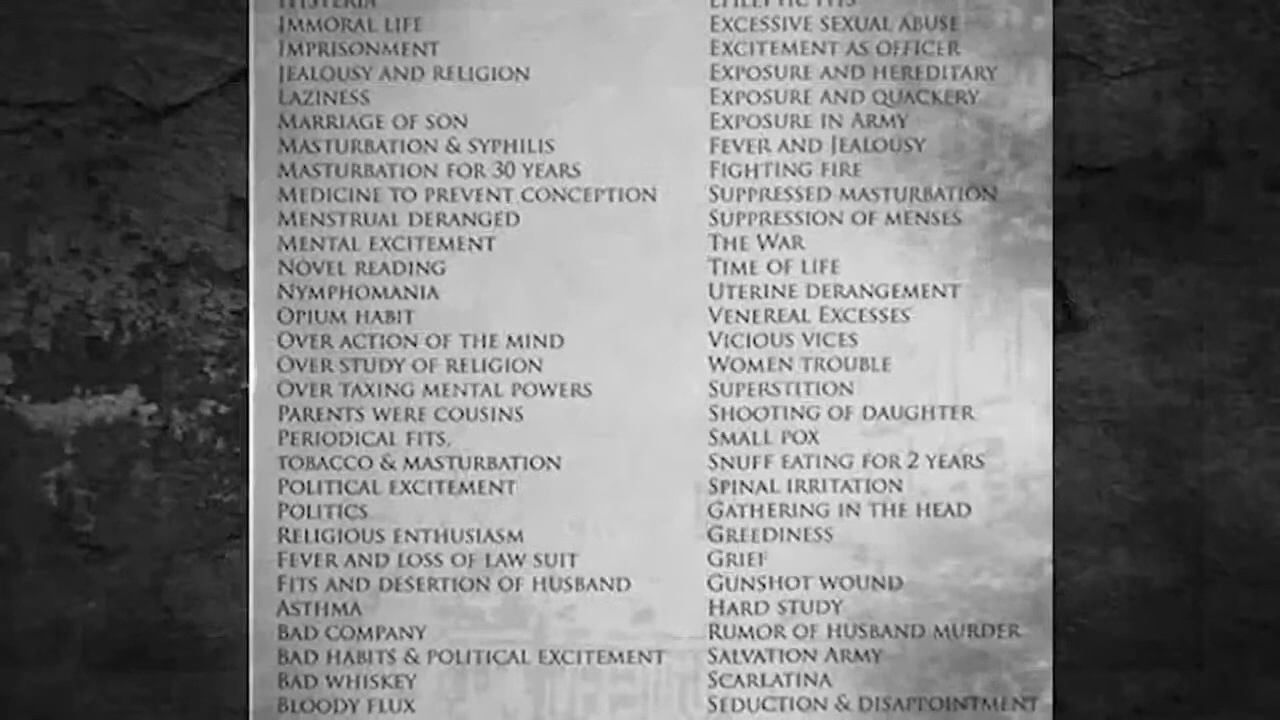 HYSTERIA
IMMORAL LIFE
IMPRISONMENT
JEALOUSY AND RELIGION
LAZINESS
MARRIAGE OF SON
MASTURBATION & SYPHILIS
MASTURBATION FOR 30 YEARS
MEDICINE TO PREVENT CONCEPTION
MENSTRUAL DERANGED
MENTAL EXCITEMENT
NOVEL READING
NYMPHOMANIA
OPIUM HABIT
OVER ACTION OF THE MIND
OVER STUDY OF RELIGION
OVER TAXING MENTAL POWERS
PARENTS WERE COUSINS
PERIODICAL FITS.
TOBACCO & MASTURBATION
POLITICAL EXCITEMENT
POLITICS
RELIGIOUS ENTHUSIASM
FEVER AND LOSS OF LAW SUIT
FITS AND DESERTION OF HUSBAND
ASTHMA
BAD COMPANY
BAD HABITS & POLITICAL EXCITEMENT
BAD WHISKEY
BLOODY FLUX
EPILEPTIC FITS
EXCESSIVE SEXUAL ABUSE
EXCITEMENT AS OFFICER
EXPOSURE AND HEREDITARY
EXPOSURE AND QUACKERY
EXPOSURE IN ARMY
FEVER AND JEALOUSY
FIGHTING FIRE
SUPPRESSED MASTURBATION
SUPPRESSION OF MENSES
THE WAR
TIME OF LIFE
UTERINE DERANGEMENT
VENEREAL EXCESSES
VICIOUS VICES
WOMEN TROUBLE
SUPERSTITION
SHOOTING OF DAUGHTER
SMALL POX
SNUFF EATING FOR 2 YEARS
SPINAL IRRITATION
GATHERING IN THE HEAD
GREEDINESS
GRIEF
GUNSHOT WOUND
HARD STUDY
RUMOR OF HUSBAND MURDER
SALVATION ARMY
SCARLATINA
SEDUCTION & DISAPPOINTMENT